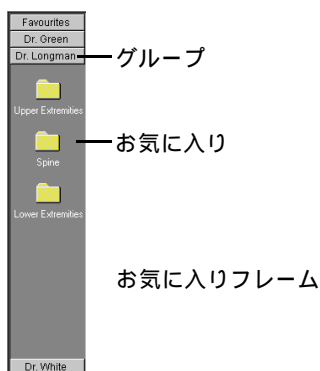 Favourites
Dr. Green
Dr. Longman
グループ
Upper Extremities
お気に入り
Spine
Lower Extremities
お気に入りフレーム
Dr. White